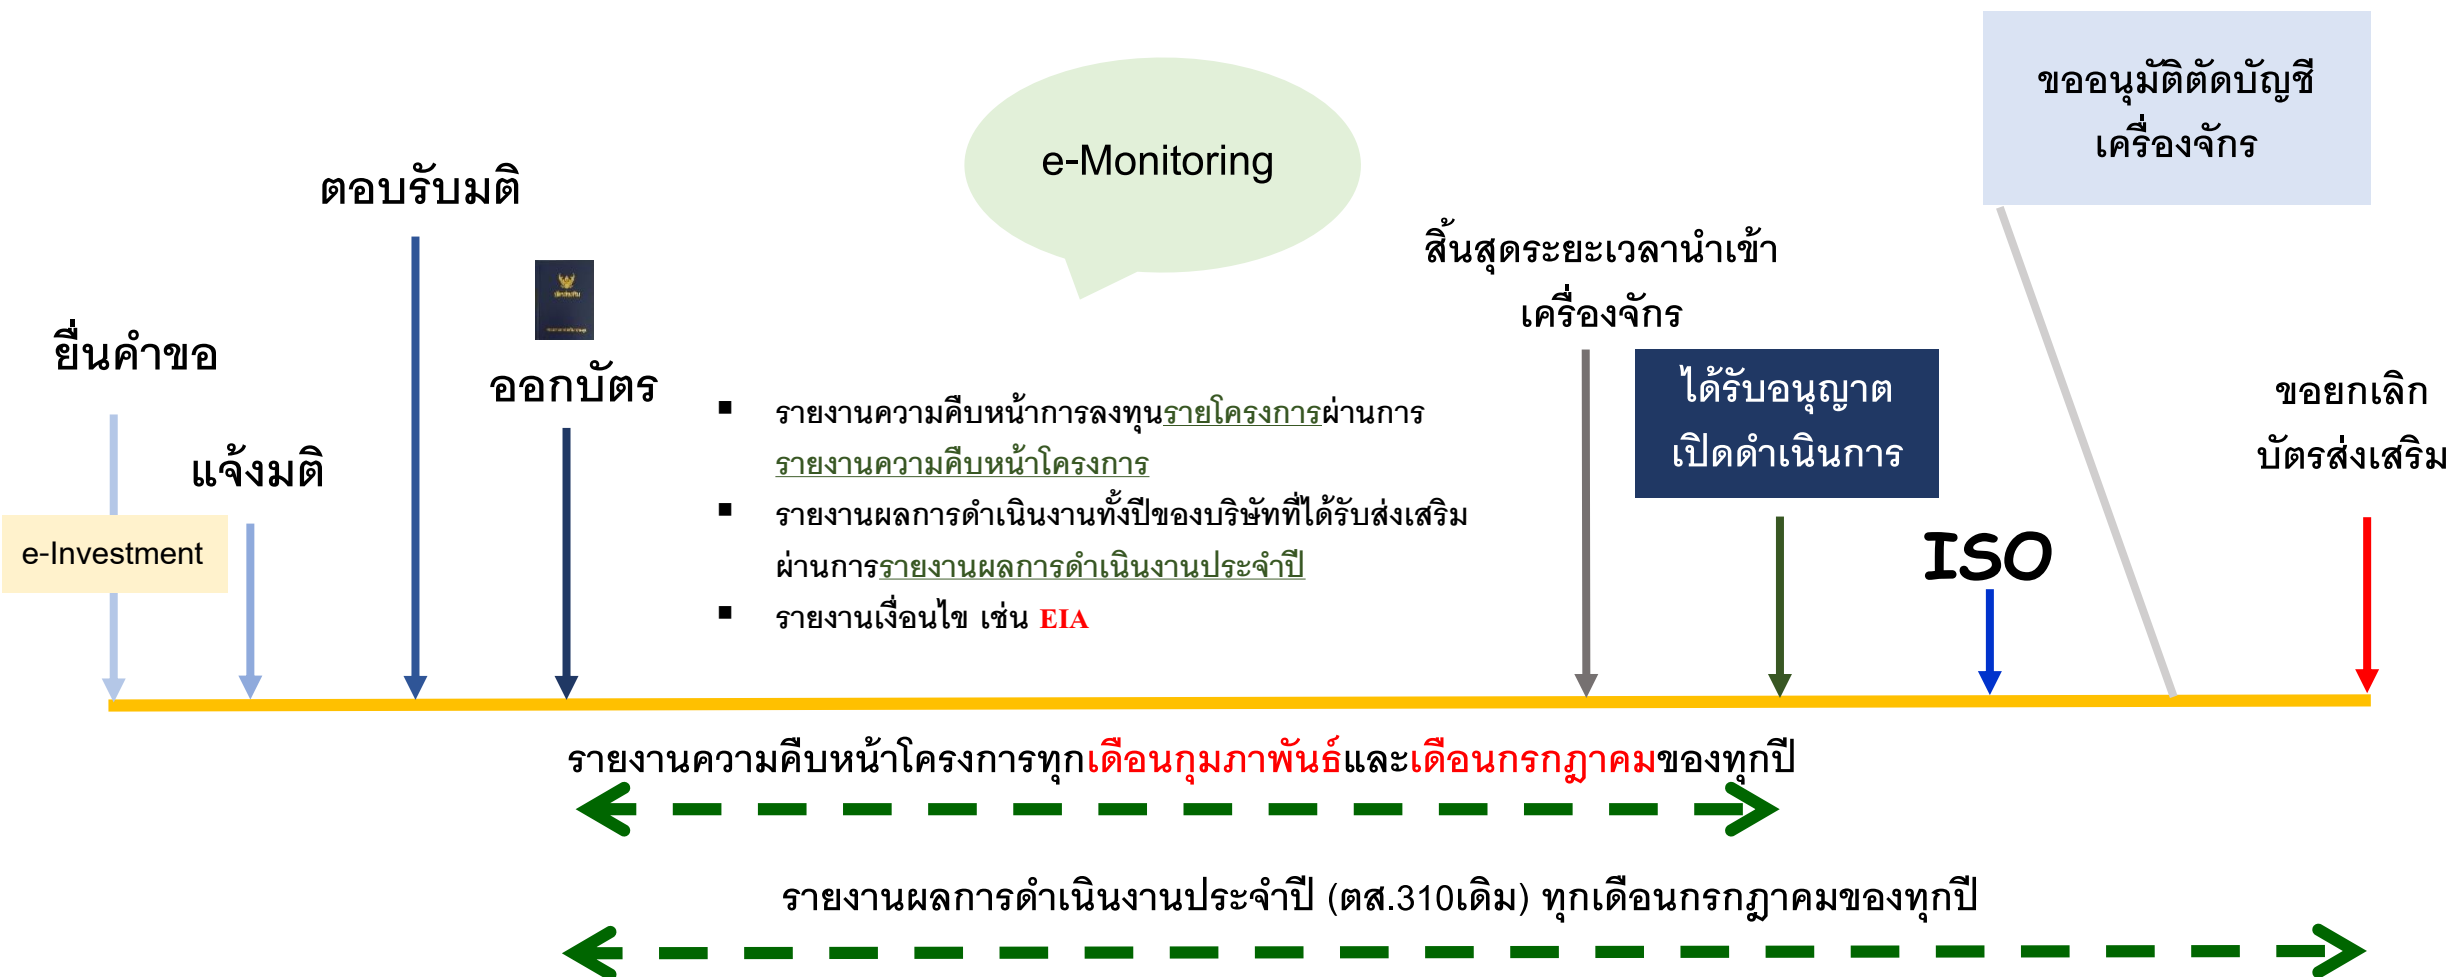 ขออนุมัติตัดบัญชี
เครื่องจักร
e-Monitoring
ตอบรับมติ
สิ้นสุดระยะเวลานำเข้า
เครื่องจักร
ยื่นคำขอ
ออกบัตร
ได้รับอนุญาต
เปิดดำเนินการ
ขอยกเลิก
บัตรส่งเสริม
แจ้งมติ
▪ รายงานความคืบหน้าการลงทุนรายโครงการผ่านการ
รายงานความคืบหน้าโครงการ
▪ รายงานผลการดำเนินงานทั้งปีของบริษัทที่ได้รับส่งเสริม
ผ่านการรายงานผลการดำเนินงานประจำปี
▪ รายงานเงื่อนไข เช่น EIA
e-Investment
ISO
รายงานความคืบหน้าโครงการทุกเดือนกุมภาพันธ์และเดือนกรกฎาคมของทุกปี
รายงานผลการดำเนินงานประจำปี (ตส.310เดิม) ทุกเดือนกรกฎาคมของทุกปี